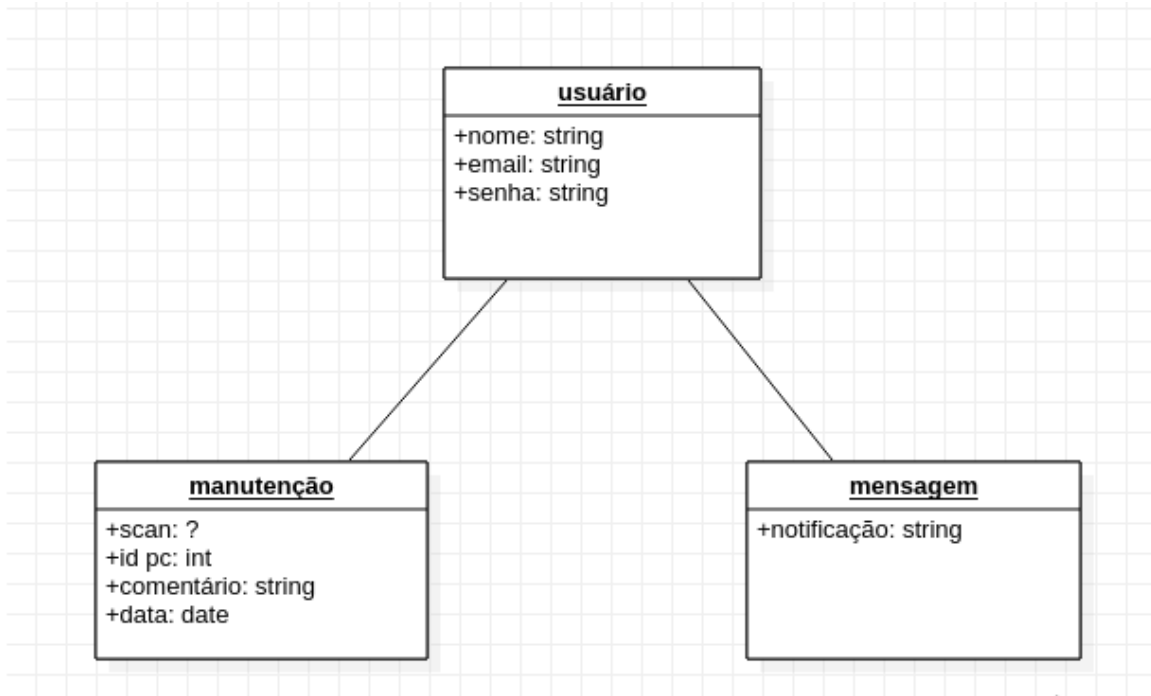 usuário
+nome: string
+email: string
+senha: string
manutenção
+scan: ?
+id pc: int
+comentário: string
+data: date
mensagem
+notificação: string